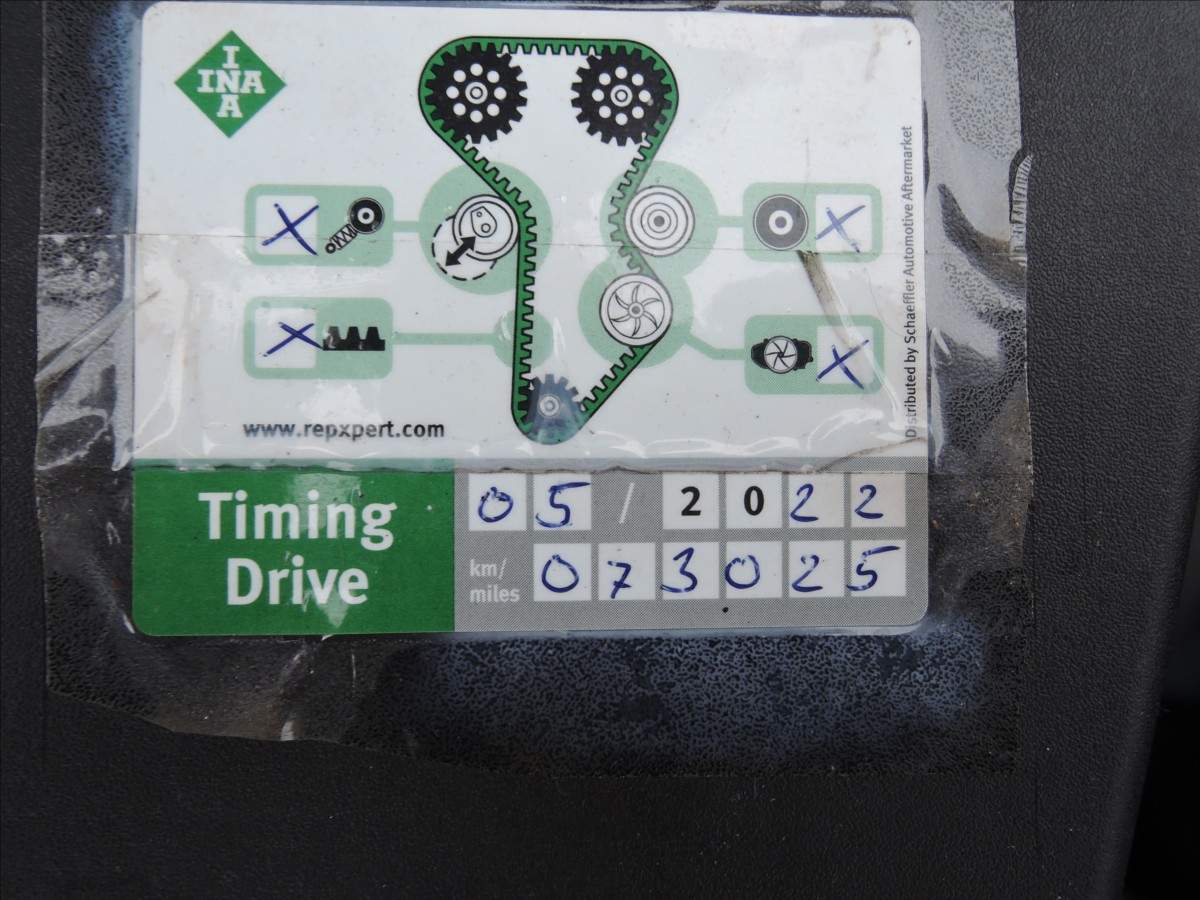 I
INA
A
Distributed by Schaeffler Automotive Aftermarket
X
X
X
X
www.repxpert.com
Timing
Drive
05 / 2022
km/
miles
073025